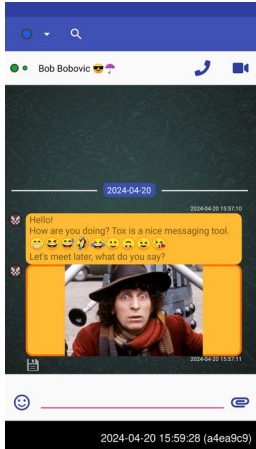 Bob Bobovic 😎☂️
2024-04-20
2024-04-20 15:57:10
Hello!
How are you doing? Tox is a nice messaging tool.
Let's meet later, what do you say?
2024-04-20 15:57:11
2024-04-20 15:59:28 (a4ea9c9)